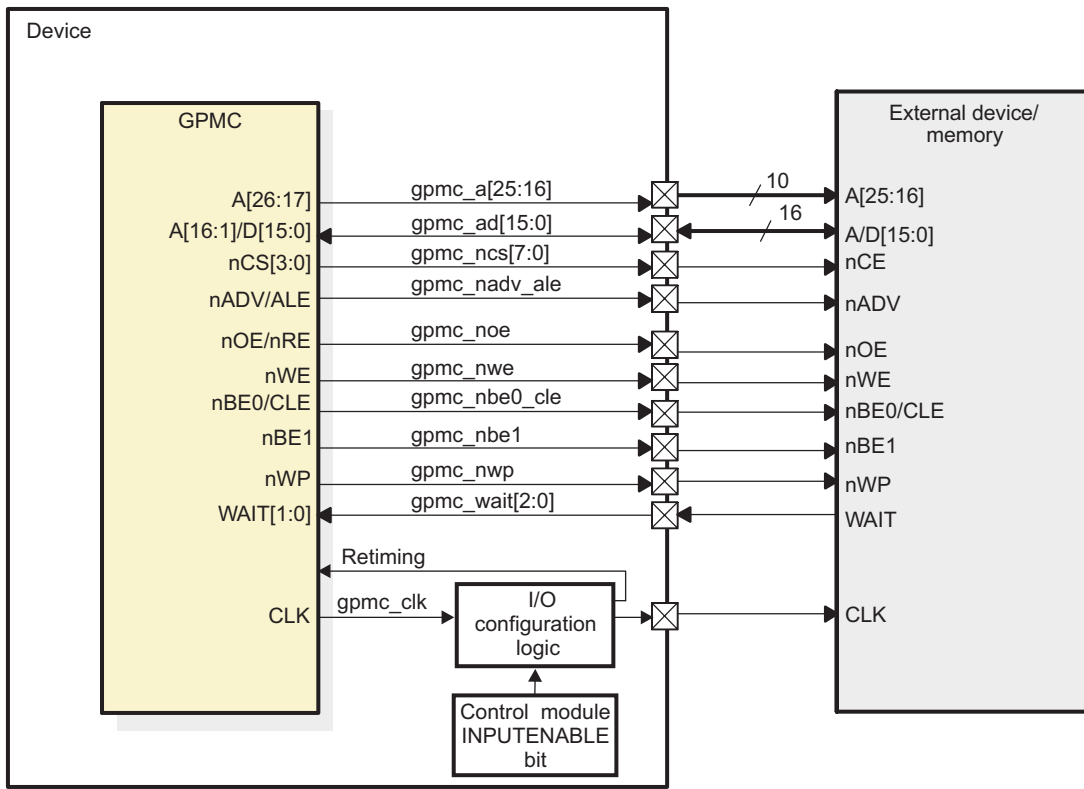 Device
GPMC
External device/
memory
A[26:17]
gpmc_a[25:16]
10
A[25:16]
A[16:1]/D[15:0]
gpmc_ad[15:0]
16
A/D[15:0]
nCS[3:0]
gpmc_ncs[7:0]
nCE
nADV/ALE
gpmc_nadv_ale
nADV
nOE/nRE
gpmc_noe
nOE
nWE
gpmc_nwe
nWE
nBE0/CLE
gpmc_nbe0_cle
nBE0/CLE
nBE1
gpmc_nbe1
nBE1
nWP
gpmc_nwp
nWP
WAIT[1:0]
gpmc_wait[2:0]
WAIT
Retiming
CLK
gpmc_clk
I/O
configuration
logic
CLK
Control module
INPUTENABLE
bit